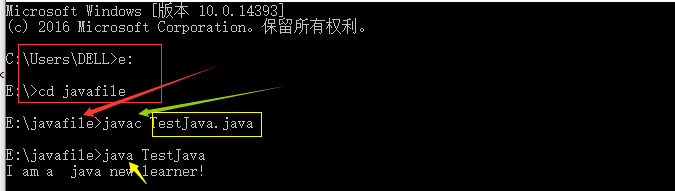 Microsoft Windows [版本 10.0.14393]
(c) 2016 Microsoft Corporation。保留所有权利。
C:\Users\DELL>e:
E:\>cd javafile
E:\javafile>javac TestJava.java
E:\javafile>java TestJava
I am a  java new learner!